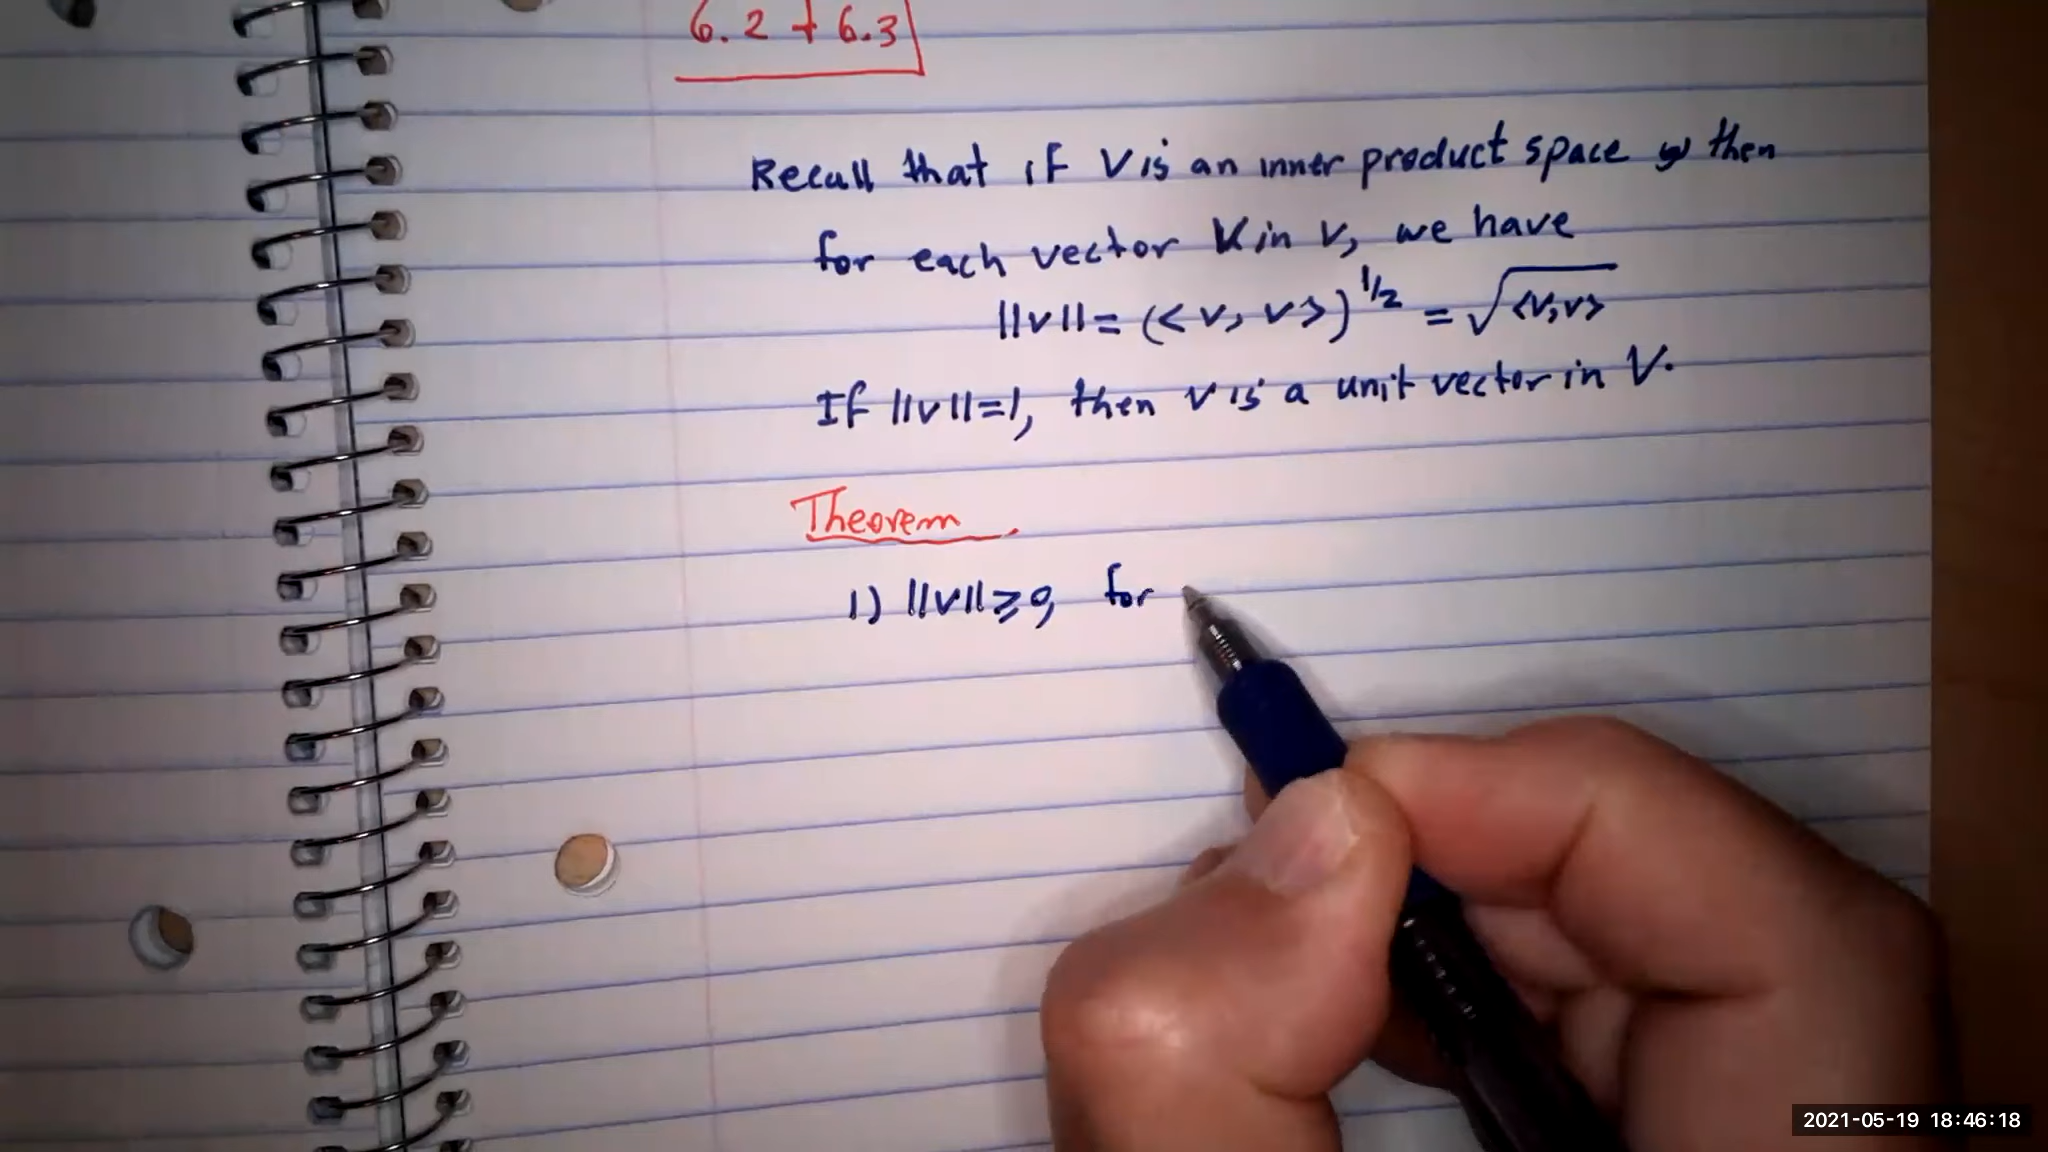 6.2 + 6.3
Recall that if V is an inner product space then
for each vector V in V, we have
||v|| = (<v, v>)^1/2 = √<v,v>
If ||v||=1, then v is a unit vector in V.
Theorem
1) ||v|| ≥ 0, for
2021-05-19 18:46:18